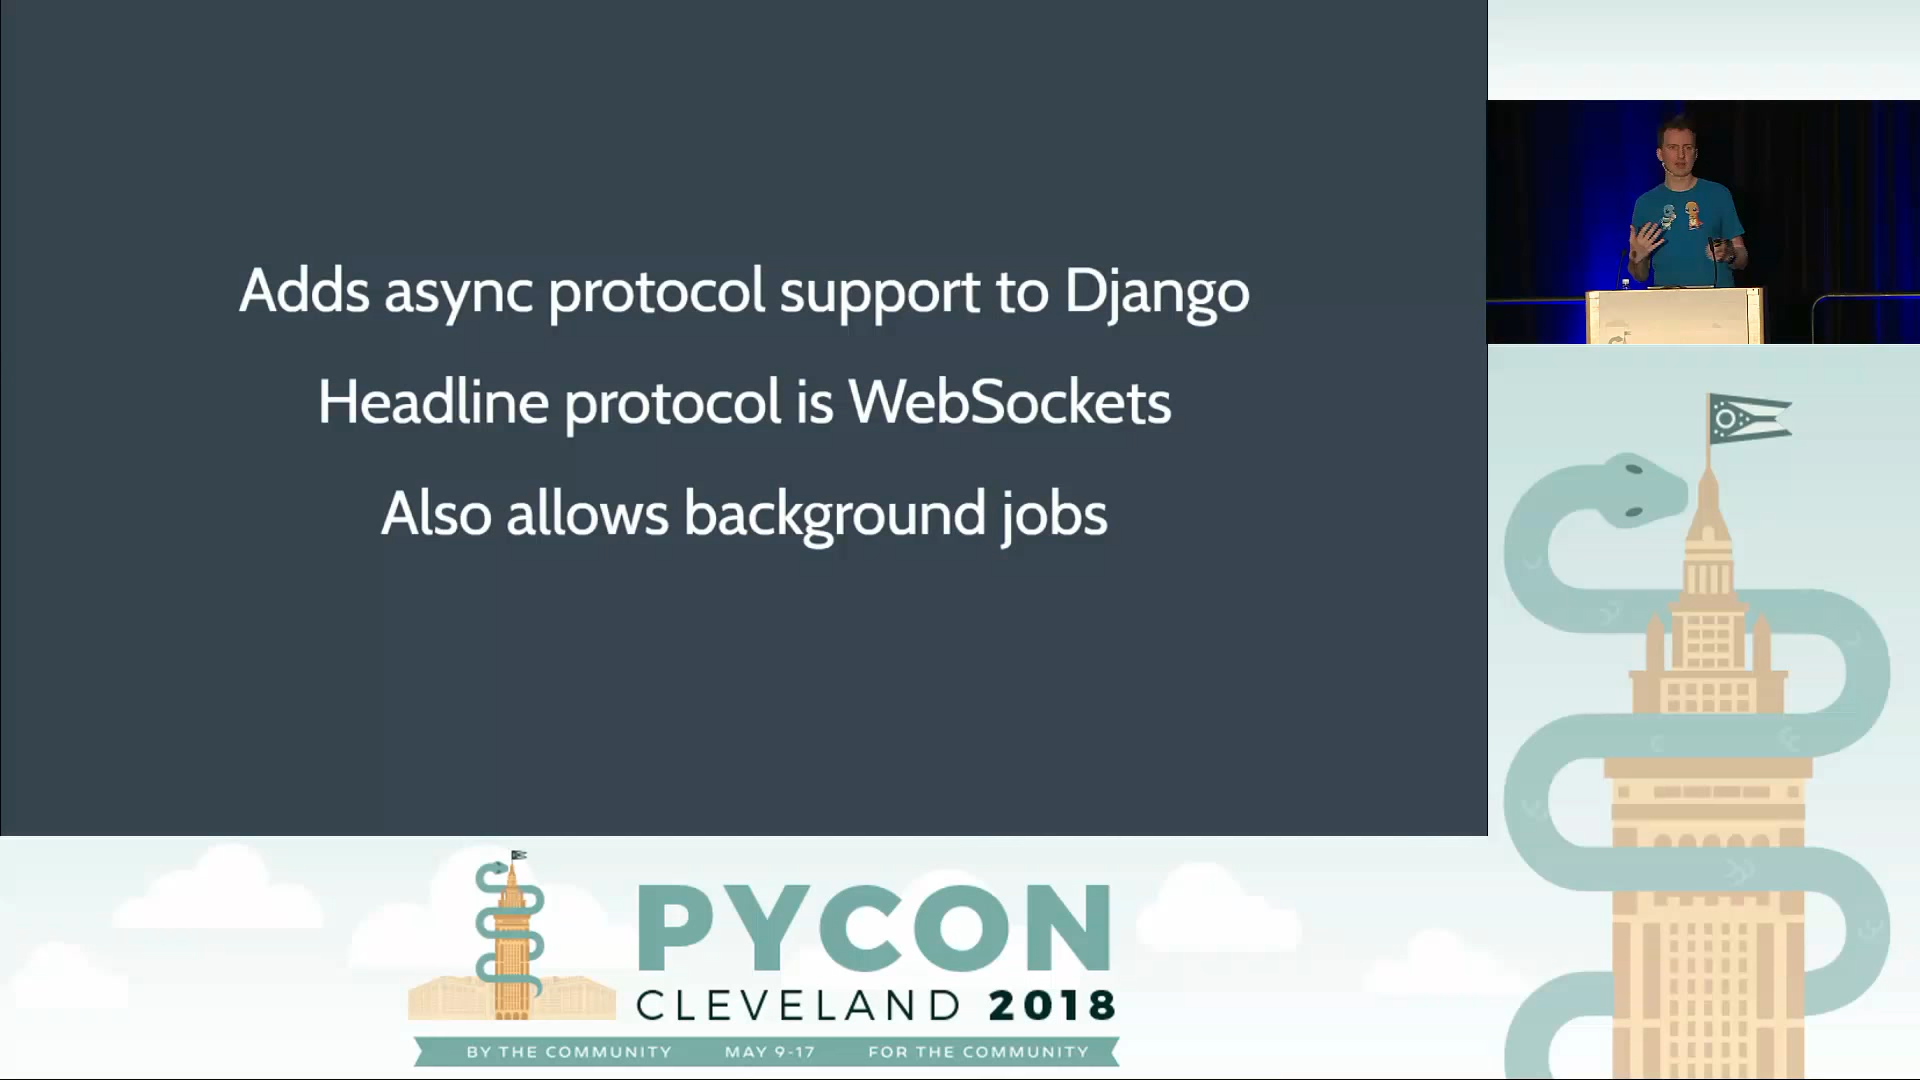 Adds async protocol support to Django
Headline protocol is WebSockets
Also allows background jobs
PYCON
CLEVELAND 2018
BY THE COMMUNITY MAY 9-17 FOR THE COMMUNITY